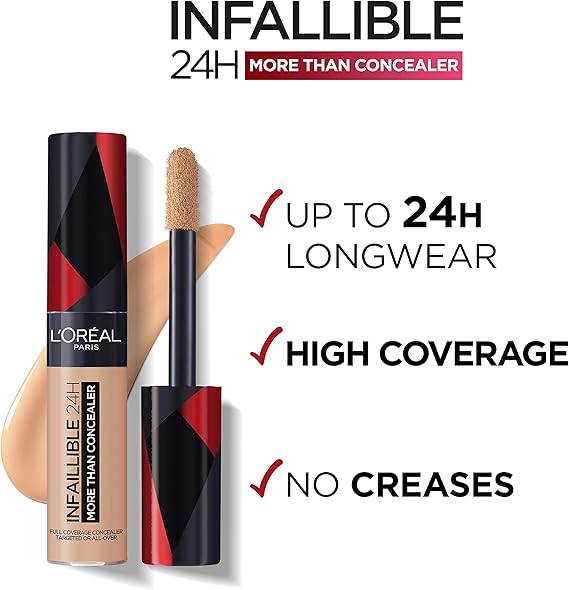 INFALLIBLE
24H MORE THAN CONCEALER
L'ORÉAL
PARIS
INFAILLIBLE 24H
MORE THAN CONCEALER
FULL COVERAGE CONCEALER
TARGETED OR ALL-OVER
UP TO 24H
LONGWEAR
HIGH COVERAGE
NO CREASES